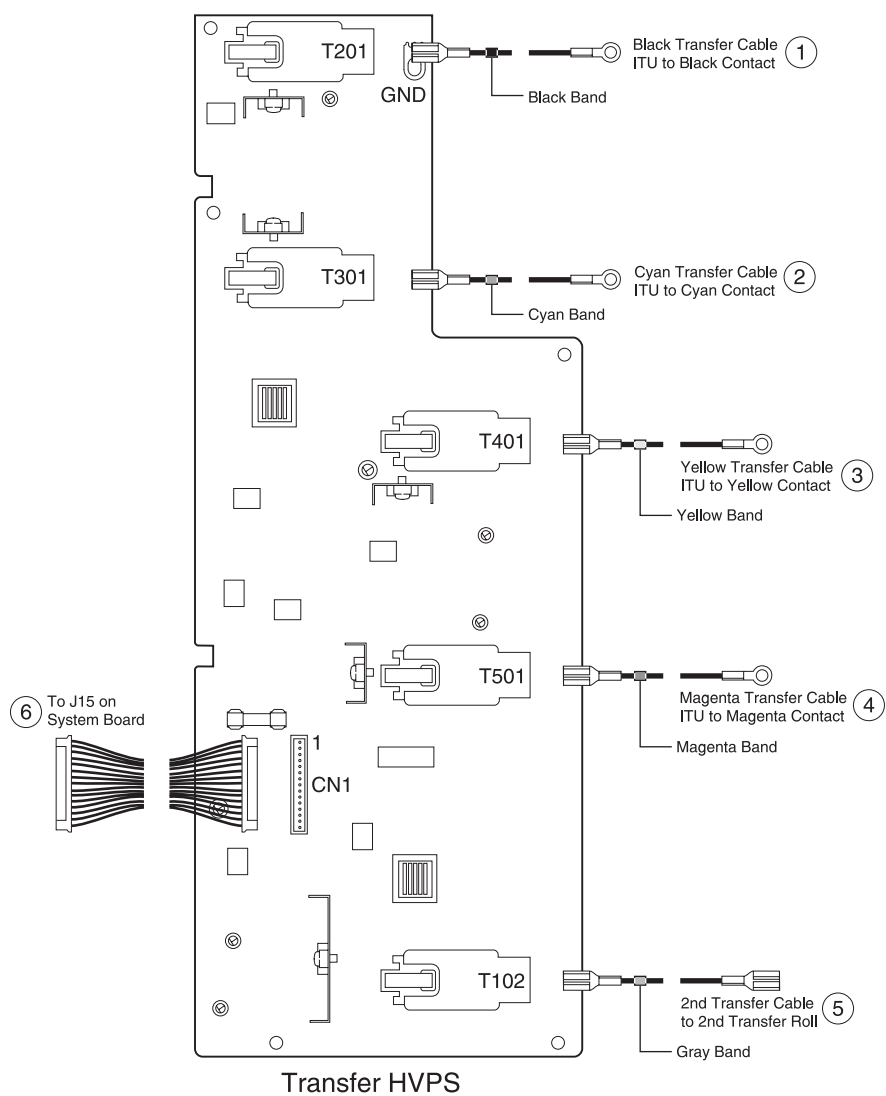 T201
GND
Black Transfer Cable
ITU to Black Contact
1
Black Band
T301
Cyan Transfer Cable
ITU to Cyan Contact
2
Cyan Band
T401
Yellow Transfer Cable
ITU to Yellow Contact
3
Yellow Band
T501
Magenta Transfer Cable
ITU to Magenta Contact
4
Magenta Band
6
To J15 on
System Board
1
CN1
T102
2nd Transfer Cable
to 2nd Transfer Roll
5
Gray Band
Transfer HVPS